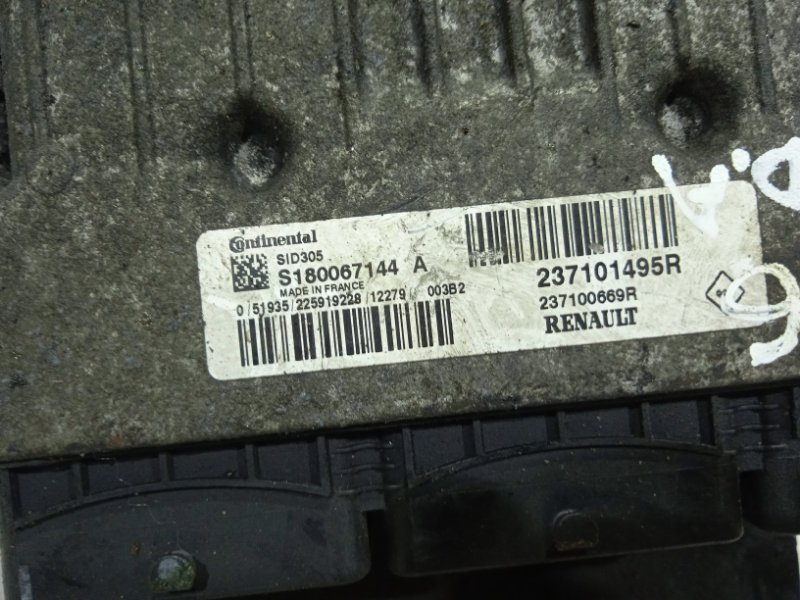 Continental
SID305
S180067144 A
MADE IN FRANCE
0/51935/225919228/12279/ 003B2
237101495R
237100669R
RENAULT